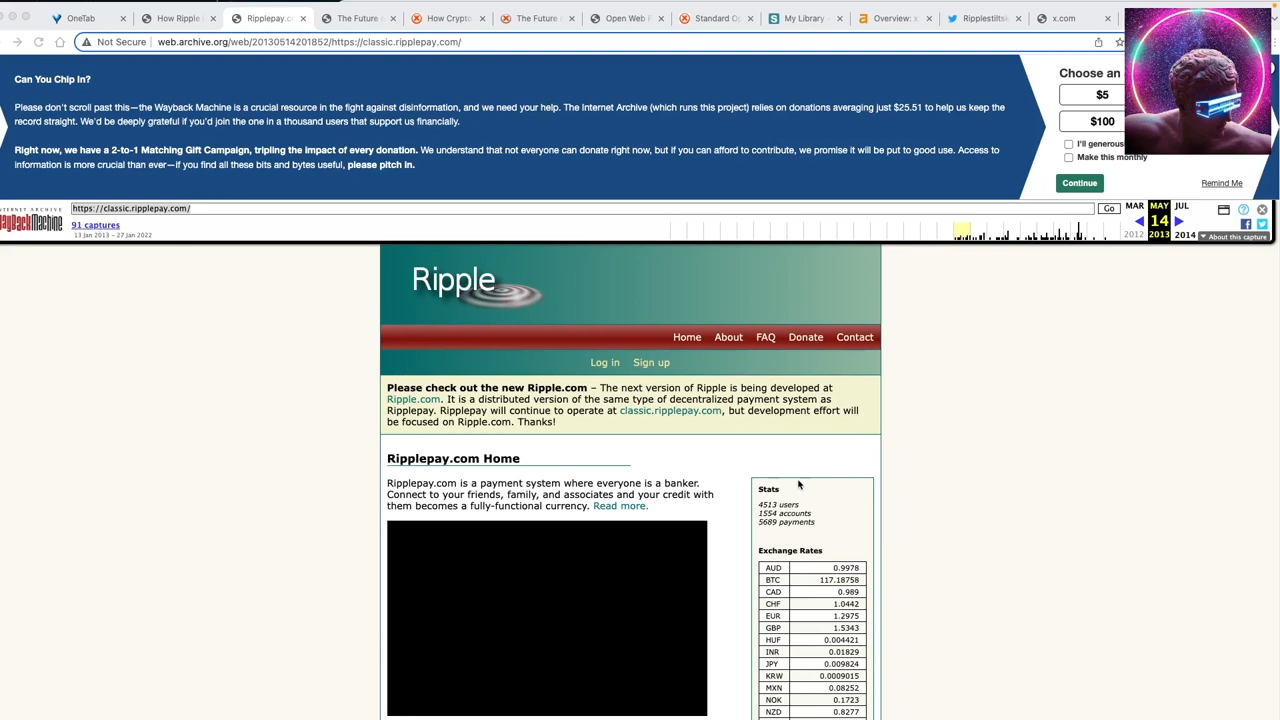 OneTab
How Ripple
Ripplepay.c
The Future
How Crypto
The Future
Open Web
Standard
My Library
Overview: x
Ripplestilts
x.com
Not Secure
web.archive.org/web/20130514201852/https://classic.ripplepay.com/
Can You Chip In?
Please don't scroll past this—the Wayback Machine is a crucial resource in the fight against disinformation, and we need your help. The Internet Archive (which runs this project) relies on donations averaging just $25.51 to help us keep the
record straight. We'd be deeply grateful if you'd join the one in a thousand users that support us financially.
Right now, we have a 2-to-1 Matching Gift Campaign, tripling the impact of every donation. We understand that not everyone can donate right now, but if you can afford to contribute, we promise it will be put to good use. Access to
information is more crucial than ever—if you find all these bits and bytes useful, please pitch in.
Choose an
$5
$100
I'll generous
Make this monthly
Continue
Remind Me
INTERNET ARCHIVE
WayBackMachine
https://classic.ripplepay.com/
Go
91 captures
13 Jan 2013 – 27 Jan 2022
MAR
MAY
JUL
14
2012
2013
2014
About this capture
Ripple
Home
About
FAQ
Donate
Contact
Log in
Sign up
Please check out the new Ripple.com – The next version of Ripple is being developed at
Ripple.com. It is a distributed version of the same type of decentralized payment system as
Ripplepay. Ripplepay will continue to operate at classic.ripplepay.com, but development effort will
be focused on Ripple.com. Thanks!
Ripplepay.com Home
Ripplepay.com is a payment system where everyone is a banker.
Connect to your friends, family, and associates and your credit with
them becomes a fully-functional currency. Read more.
Stats
4513 users
1554 accounts
5689 payments
Exchange Rates
AUD 0.9978
BTC 117.18758
CAD 0.989
CHF 1.0442
EUR 1.2975
GBP 1.5343
HUF 0.004421
INR 0.01829
JPY 0.009824
KRW 0.0009015
MXN 0.08252
NOK 0.1723
NZD 0.8277